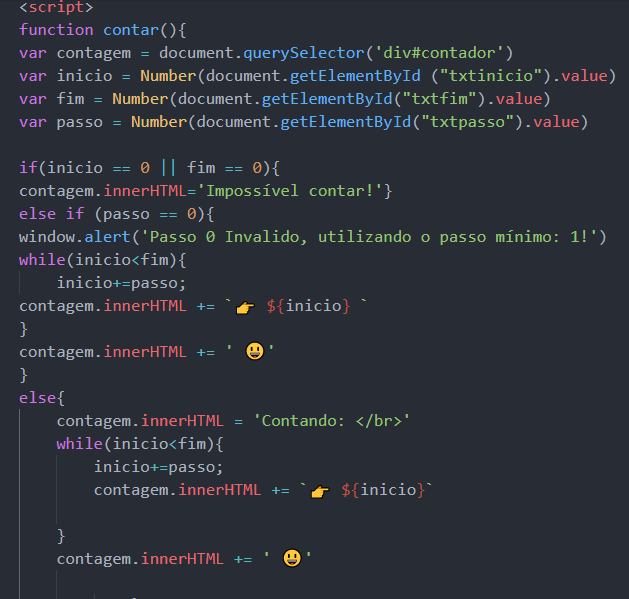 <script>
function contar(){
var contagem = document.querySelector('div#contador')
var inicio = Number(document.getElementById ("txtinicio").value)
var fim = Number(document.getElementById("txtfim").value)
var passo = Number(document.getElementById("txtpasso").value)
if(inicio == 0 || fim == 0){
contagem.innerHTML='Impossível contar!'}
else if (passo == 0){
window.alert('Passo 0 Invalido, utilizando o passo mínimo: 1!')
while(inicio<fim){
inicio+=passo;
contagem.innerHTML += `👉 ${inicio} `
}
contagem.innerHTML += ' 😃'
}
else{
contagem.innerHTML = 'Contando: </br>'
while(inicio<fim){
inicio+=passo;
contagem.innerHTML += `👉 ${inicio}`
}
contagem.innerHTML += ' 😃'